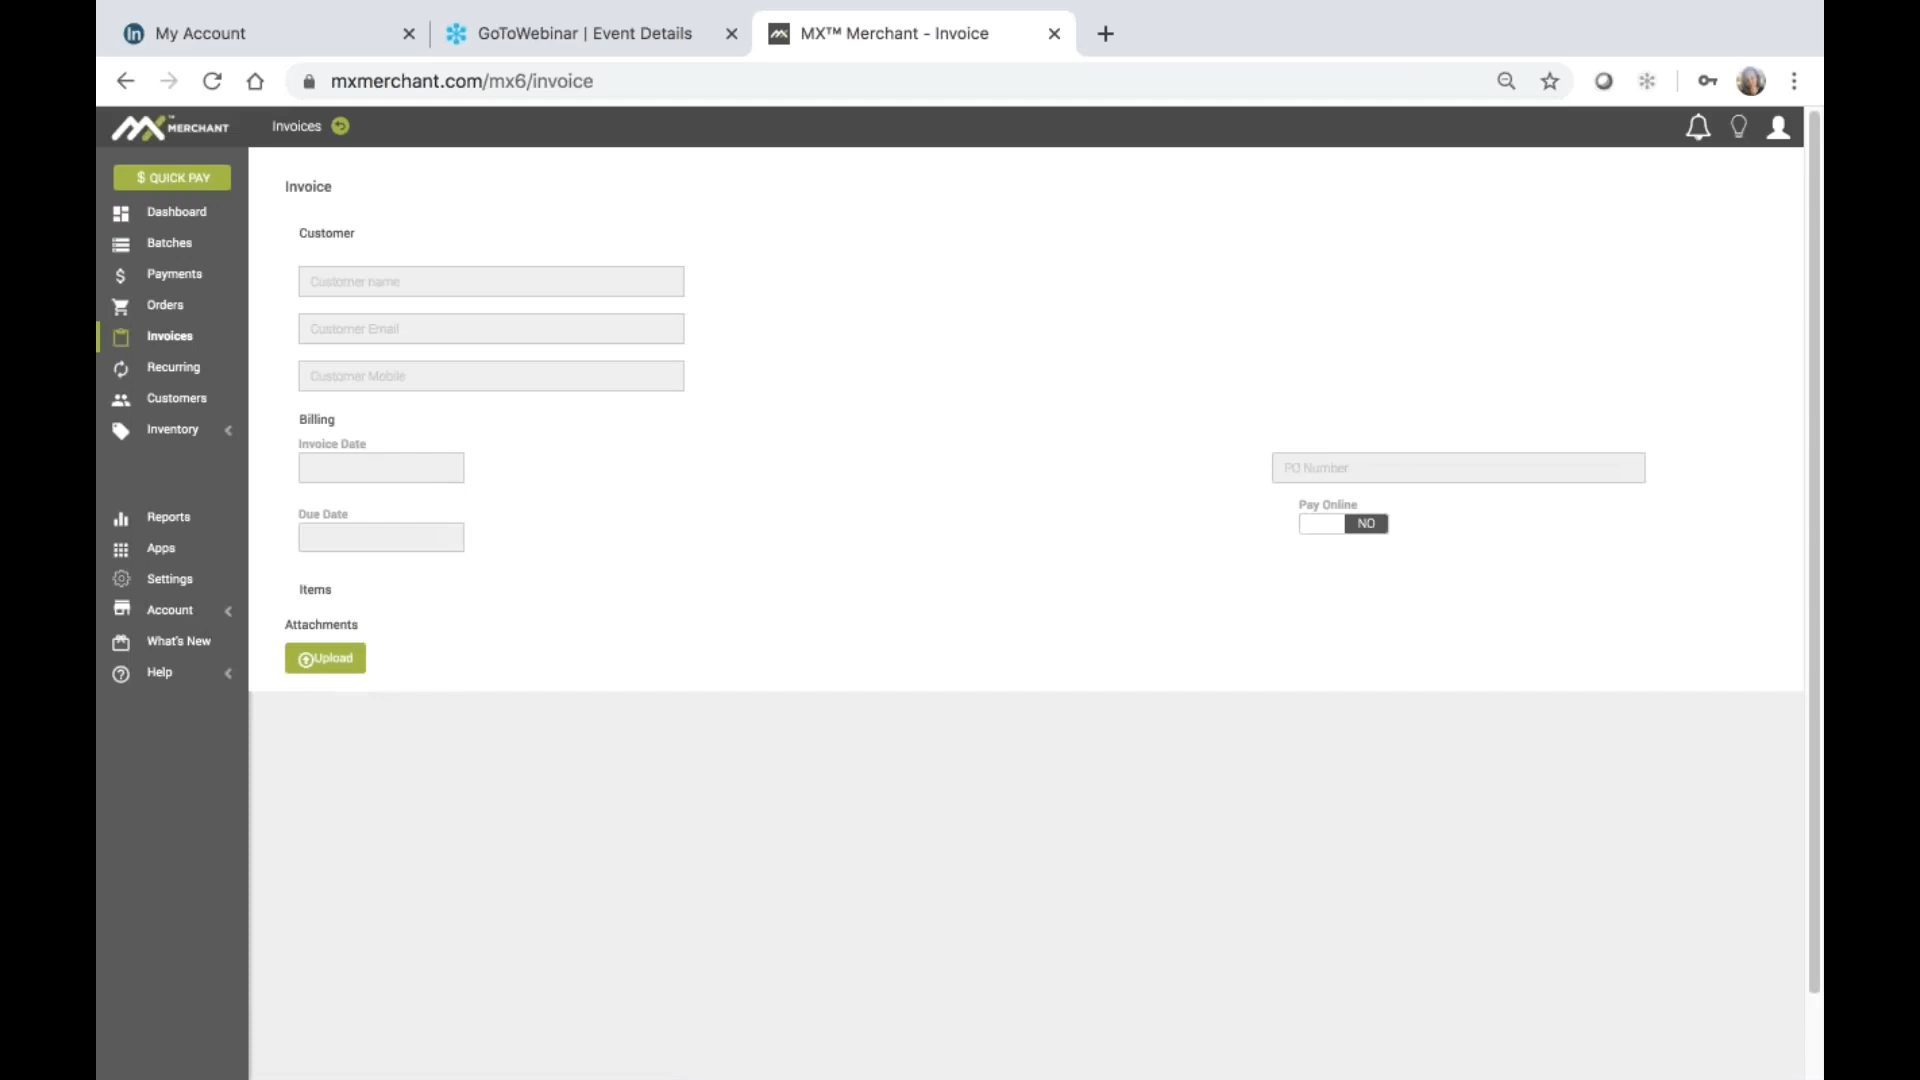 My Account
GoToWebinar | Event Details
MX™ Merchant - Invoice
mxmerchant.com/mx6/invoice
MX™ MERCHANT
Invoices
$ QUICK PAY
Dashboard
Batches
Payments
Orders
Invoices
Recurring
Customers
Inventory
Reports
Apps
Settings
Account
What's New
Help
Invoice
Customer
Customer name
Customer Email
Customer Mobile
Billing
Invoice Date
PO Number
Pay Online
NO
Due Date
Items
Attachments
Upload